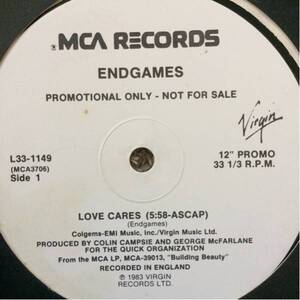 MCA RECORDS
ENDGAMES
PROMOTIONAL ONLY - NOT FOR SALE
Virgin
L33-1149
(MCA3706)
Side 1
12" PROMO
33 1/3 R.P.M.
LOVE CARES (5:58-ASCAP)
(Endgames)
Colgems-EMI Music, Inc./Virgin Music Ltd.
PRODUCED BY COLIN CAMPSIE AND GEORGE McFARLANE
FOR THE QUICK ORGANIZATION
From the MCA LP, MCA-39013, "Building Beauty"
RECORDED IN ENGLAND
℗ 1983 VIRGIN
RECORDS LTD.